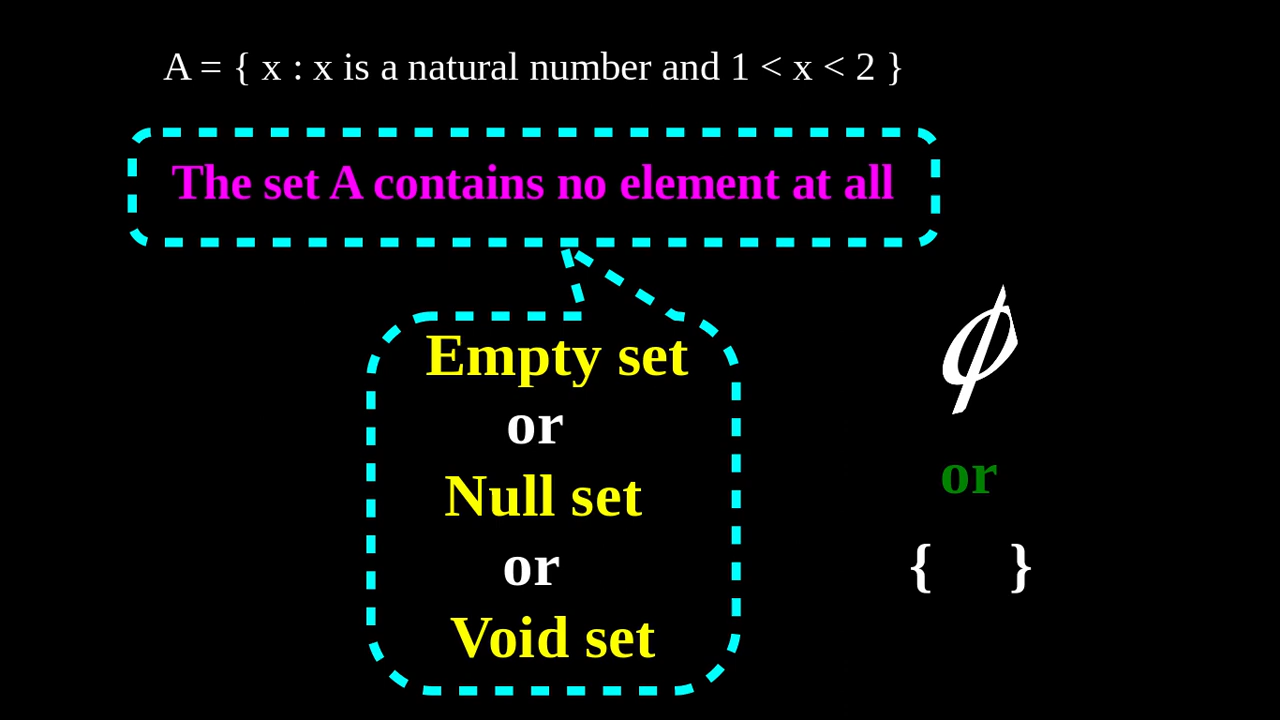 A = { x : x is a natural number and 1 < x < 2 }
The set A contains no element at all
Empty set
or
Null set
or
Void set
ϕ
or
{ }